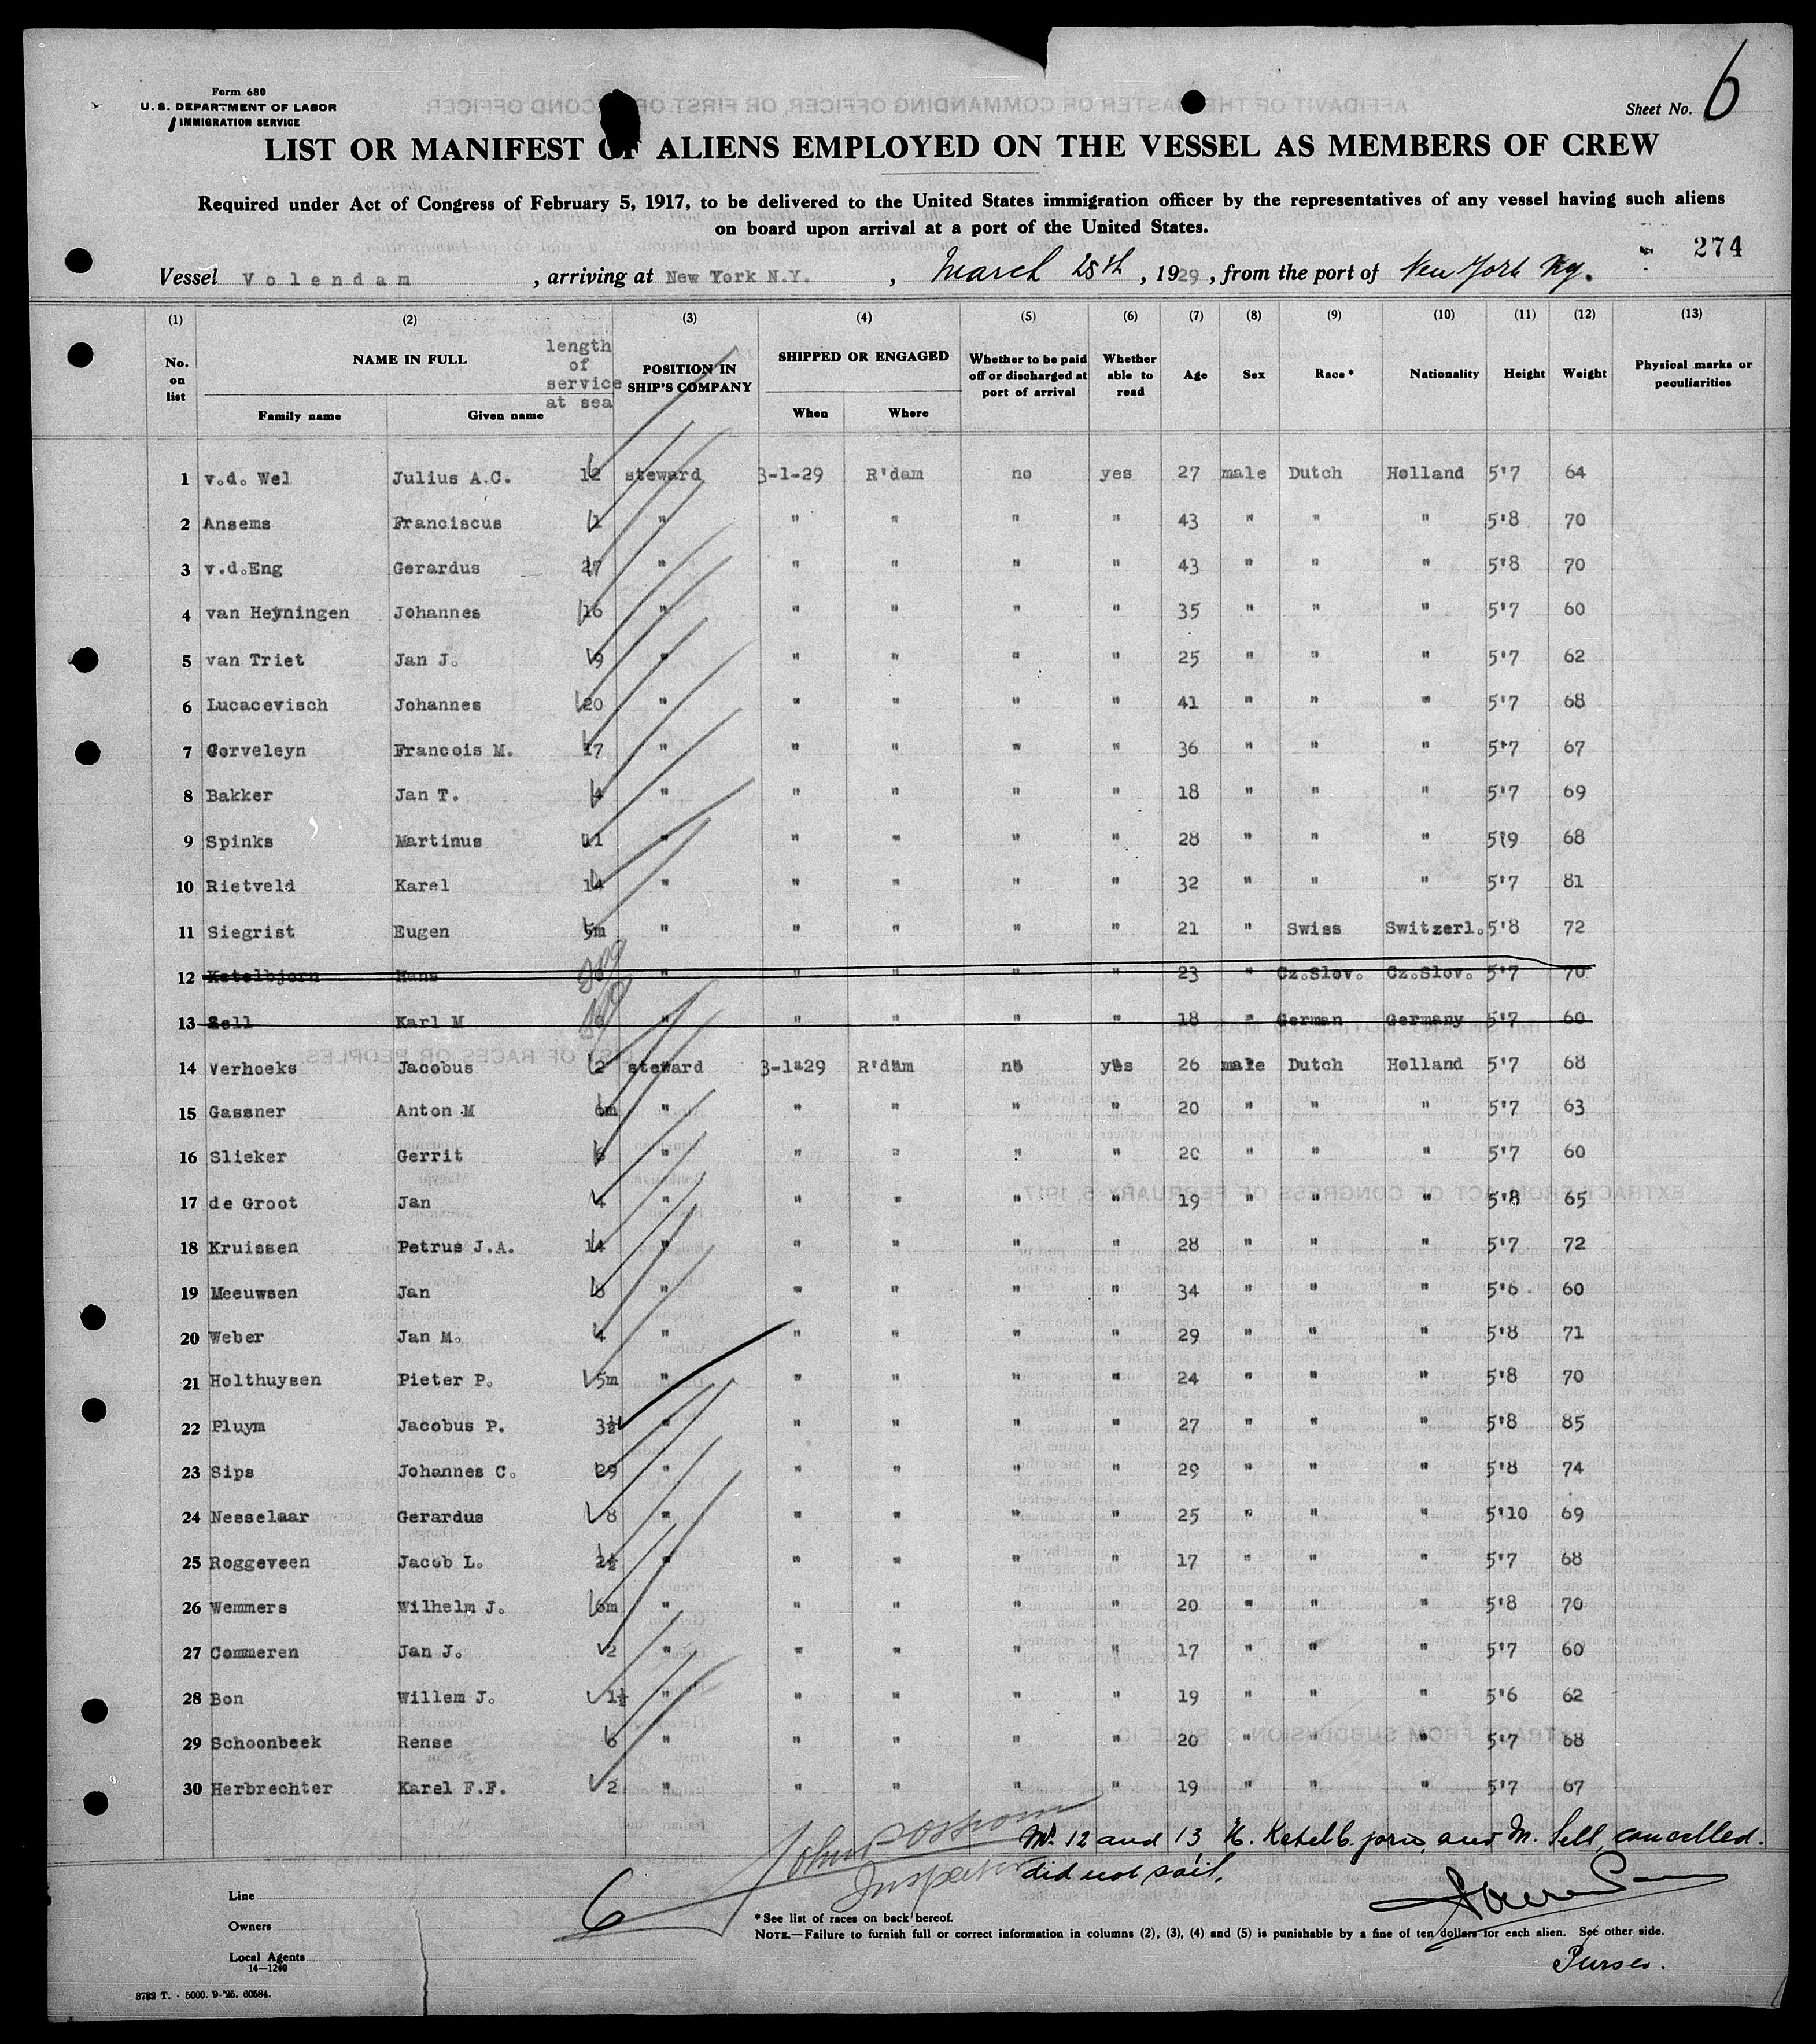 Form 680
U. S. DEPARTMENT OF LABOR
IMMIGRATION SERVICE
Sheet No. 6
LIST OR MANIFEST OF ALIENS EMPLOYED ON THE VESSEL AS MEMBERS OF CREW
Required under Act of Congress of February 5, 1917, to be delivered to the United States immigration officer by the representatives of any vessel having such aliens
on board upon arrival at a port of the United States.
274
Vessel Volendam, arriving at New York N.Y., March 25th, 1929, from the port of New York Ny.
(1) (2) (3) (4) (5) (6) (7) (8) (9) (10) (11) (12) (13)
No. on list NAME IN FULL length of service at sea POSITION IN SHIP'S COMPANY SHIPPED OR ENGAGED Whether to be paid off or discharged at port of arrival Whether able to read Age Sex Race* Nationality Height Weight Physical marks or peculiarities
Family name Given name When Where
1 v.d. Wel Julius A.C. 12 steward 3-1-29 R'dam no yes 27 male Dutch Holland 5'7 64
2 Ansems Franciscus 1 " " " " " 43 " " " 5'8 70
3 v.d.Eng Gerardus 27 " " " " " 43 " " " 5'8 70
4 van Heyningen Johannes 16 " " " " " 35 " " " 5'7 60
5 van Triet Jan J. 9 " " " " " 25 " " " 5'7 62
6 Lucacevisch Johannes 20 " " " " " 41 " " " 5'7 68
7 Corveleyn Francois M. 17 " " " " " 36 " " " 5'7 67
8 Bakker Jan T. 4 " " " " " 18 " " " 5'7 69
9 Spinks Martinus 11 " " " " " 28 " " " 5'9 68
10 Rietveld Karel 14 " " " " " 32 " " " 5'7 81
11 Siegrist Eugen 5m " " " " " 21 " Swiss Switzerl. 5'8 72
12 Ketelbjorn Hans " " " " " 23 " Cz.Slov. Cz.Slov. 5'7 70
13 Sell Karl M " " " " " 18 " German Germany 5'7 60
14 Verhoeks Jacobus 2 steward 3-1-29 R'dam no yes 26 male Dutch Holland 5'7 68
15 Gassner Anton M 6m " " " " " 20 " " " 5'7 63
16 Slieker Gerrit 6 " " " " " 20 " " " 5'7 60
17 de Groot Jan 4 " " " " " 19 " " " 5'8 65
18 Kruissen Petrus J.A. 14 " " " " " 28 " " " 5'7 72
19 Meeuwsen Jan 8 " " " " " 34 " " " 5'6 60
20 Weber Jan M. 4 " " " " " 29 " " " 5'8 71
21 Holthuysen Pieter P. 5m " " " " " 24 " " " 5'8 70
22 Pluym Jacobus P. 3½ " " " " " 27 " " " 5'8 85
23 Sips Johannes C. 29 " " " " " 29 " " " 5'8 74
24 Nesselaar Gerardus 8 " " " " " 25 " " " 5'10 69
25 Roggeveen Jacob L. 2½ " " " " " 17 " " " 5'7 68
26 Wemmers Wilhelm J. 6m " " " " " 20 " " " 5'8 70
27 Commeren Jan J. 2 " " " " " 17 " " " 5'7 60
28 Bon Willem J. 1½ " " " " " 19 " " " 5'6 62
29 Schoonbeek Rense 6 " " " " " 20 " " " 5'7 68
30 Herbrechter Karel F.F. 2 " " " " " 19 " " " 5'7 67
No. 12 and 13 H. Ketelb. joris, and M. Sell cancelled.
did not sail.
John
Inspector
6
Line
Owners
Local Agents
14—1240
* See list of races on back hereof.
NOTE.—Failure to furnish full or correct information in columns (2), (3), (4) and (5) is punishable by a fine of ten dollars for each alien. See other side.
Purser.
3782 T. - 5000. 9-'25. 60584.